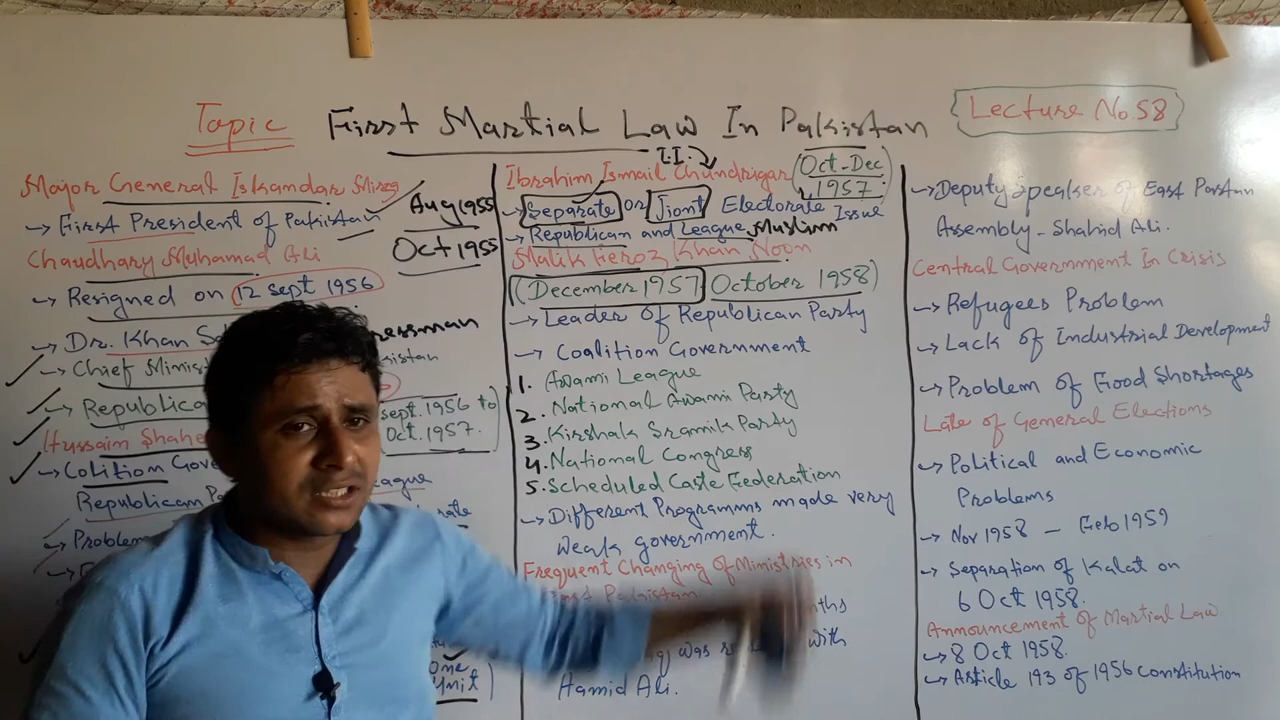 Topic First Martial Law In Pakistan
Lecture No.58
Major General Iskandar Mirza
→ First President of Pakistan
Aug 1955
Oct 1955
Chaudhary Muhamad Ali
→ Resigned on 12 sept 1956
→ Dr. Khan
→ Chief
→
sept. 1956 to
Oct. 1957.
Hussain
→ Colition
Republican
→ Problem
One
Unit
I.I.
Ibrahim Ismail Chundrigar (Oct-Dec
1957.
→ Separate or Jiont Electorate Issue
→ Republican and League Muslim
Malik Feroz Khan Noon
(December 1957 October 1958)
→ Leader of Republican Party
→ Coalition Government
1. Awami League
2. National Awami Party
3. Kirshak Sramik Party
4. National Congress
5. Scheduled Caste Federation
→ Different Programms made very
weak government.
Frequent Changing of Ministries in
Pakistan
was with
Hamid Ali.
→ Deputy Speaker of East Parstan
Assembly - Shahid Ali.
Central Government In Crisis
→ Refugees Problem
→ Lack of Industrial Development
→ Problem of Food Shortages
Late of General Elections
→ Political and Economic
Problems
→ Nov 1958 - Feb 1959
→ Separation of Kalat on
6 Oct 1958.
Announcement of Martial Law
→ 8 Oct 1958.
→ Article 193 of 1956 constitution